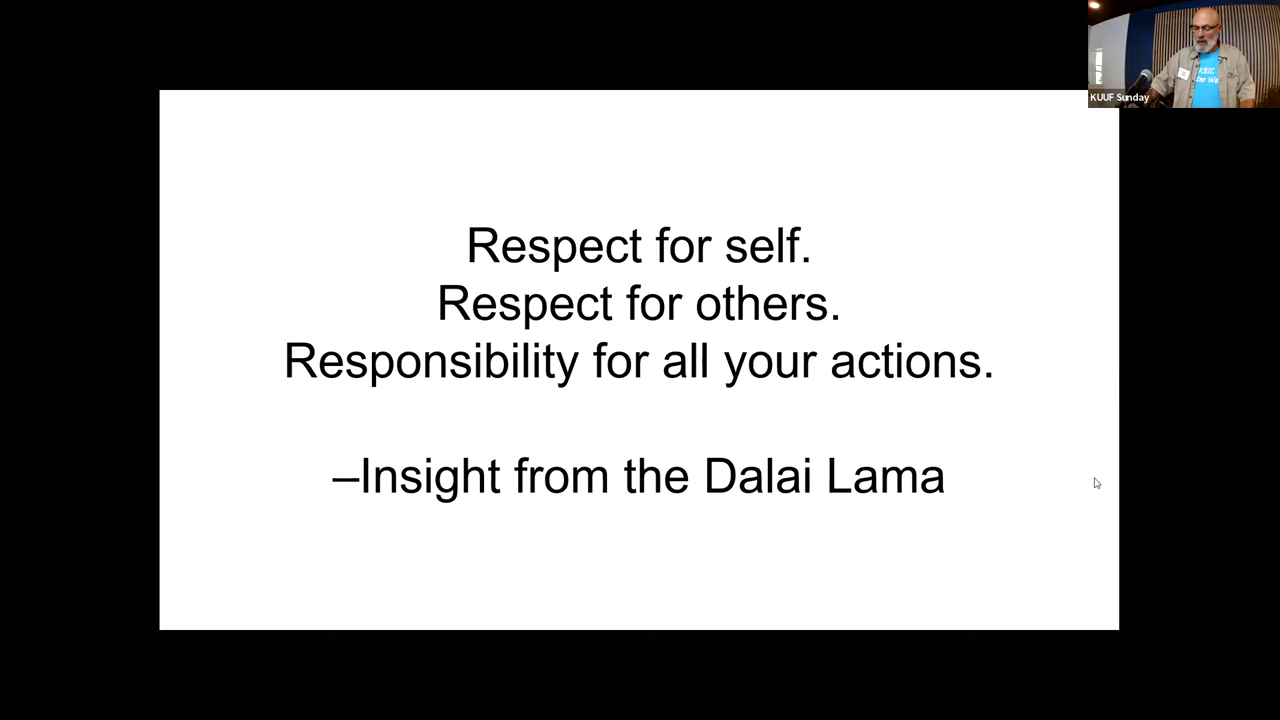 KUUF Sunday
Respect for self.
Respect for others.
Responsibility for all your actions.
–Insight from the Dalai Lama